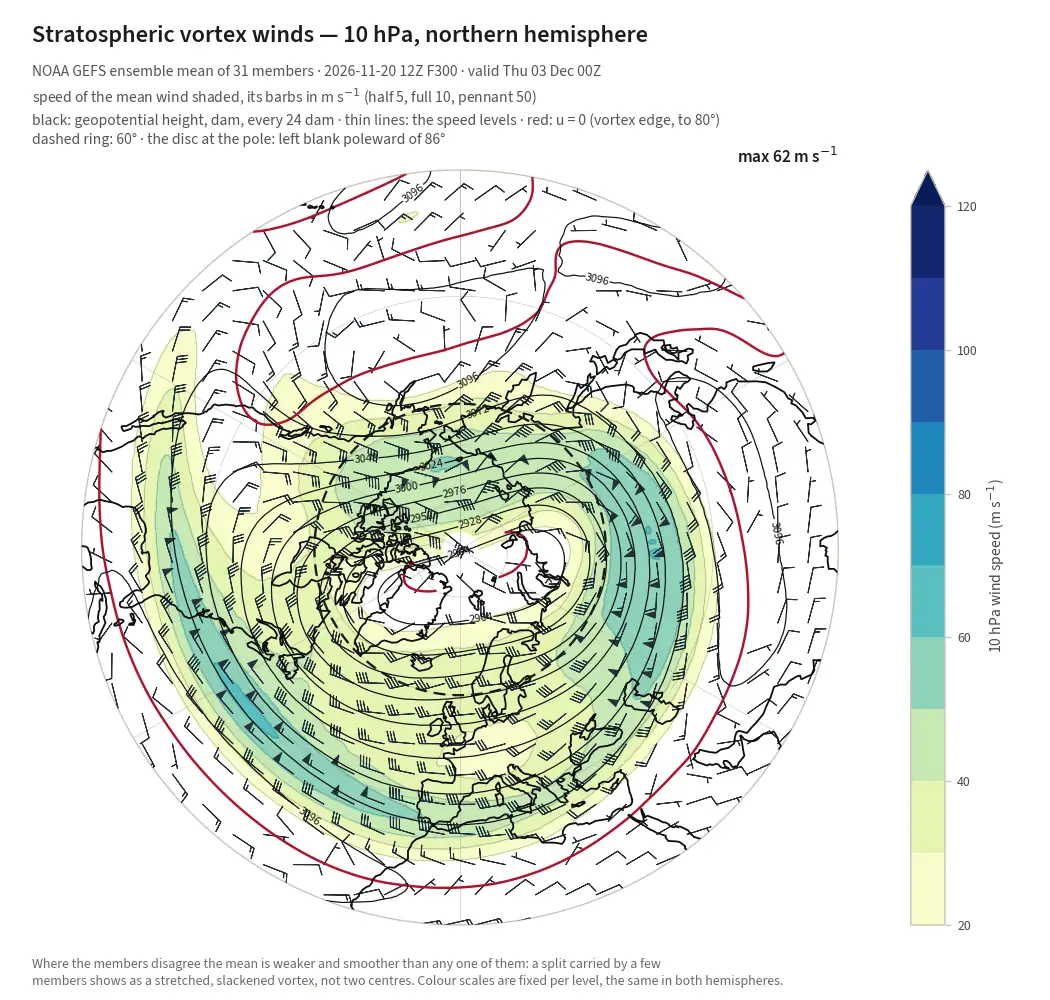 Stratospheric vortex winds — 10 hPa, northern hemisphere
NOAA GEFS ensemble mean of 31 members · 2026-11-20 12Z F300 · valid Thu 03 Dec 00Z
speed of the mean wind shaded, its barbs in m s⁻¹ (half 5, full 10, pennant 50)
black: geopotential height, dam, every 24 dam · thin lines: the speed levels · red: u = 0 (vortex edge, to 80°)
dashed ring: 60° · the disc at the pole: left blank poleward of 86°
max 62 m s⁻¹
3096
3096
3096
3024
3000
2976
2928
3096
3096
120
100
80
60
40
20
10 hPa wind speed (m s⁻¹)
Where the members disagree the mean is weaker and smoother than any one of them: a split carried by a few
members shows as a stretched, slackened vortex, not two centres. Colour scales are fixed per level, the same in both hemispheres.